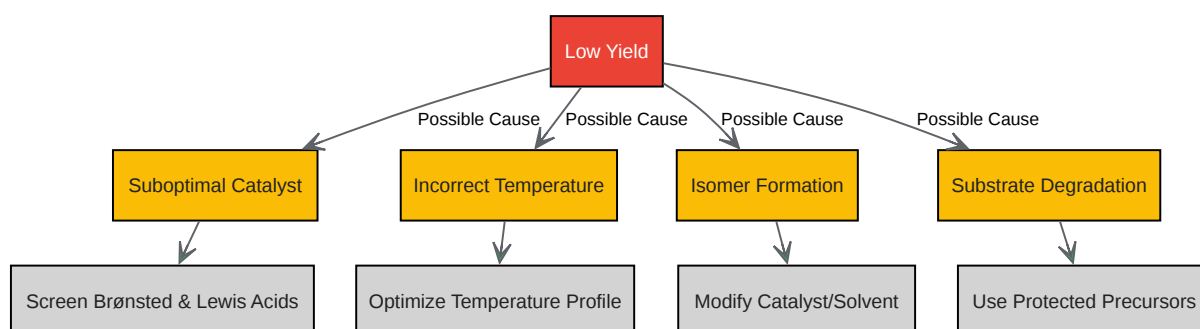 Low Yield
Possible Cause
Possible Cause
Possible Cause
Possible Cause
Suboptimal Catalyst
Incorrect Temperature
Isomer Formation
Substrate Degradation
Screen Brønsted & Lewis Acids
Optimize Temperature Profile
Modify Catalyst/Solvent
Use Protected Precursors